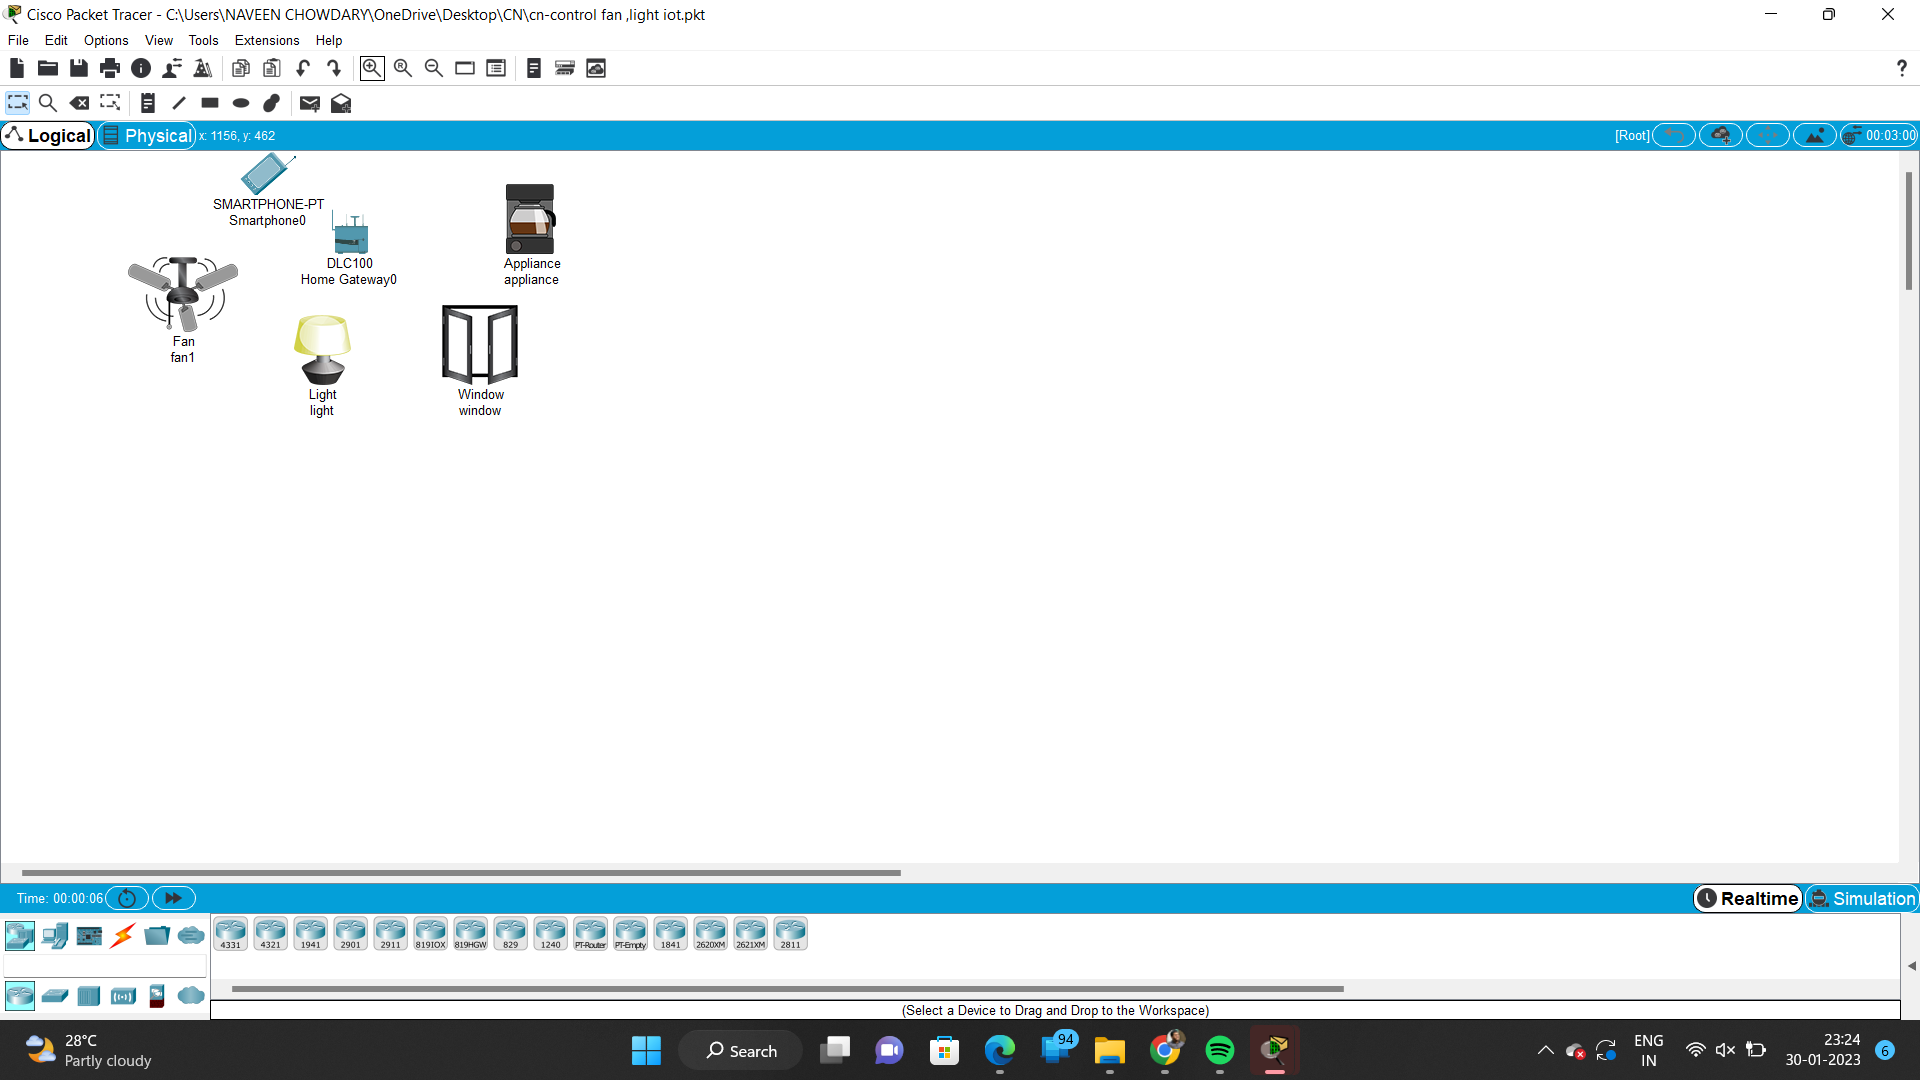 Cisco Packet Tracer - C:\Users\NAVEEN CHOWDARY\OneDrive\Desktop\CN\cn-control fan ,light iot.pkt
File Edit Options View Tools Extensions Help
?
Logical Physical x: 1156, y: 462 [Root] 00:03:00
SMARTPHONE-PT
Smartphone0
DLC100
Home Gateway0
Appliance
appliance
Fan
fan1
Light
light
Window
window
Time: 00:00:06 Realtime Simulation
4331 4321 1941 2901 2911 819IOX 819HGW 829 1240 PT-Router PT-Empty 1841 2620XM 2621XM 2811
(Select a Device to Drag and Drop to the Workspace)
28°C
Partly cloudy
Search
94
ENG
IN
23:24
30-01-2023
6